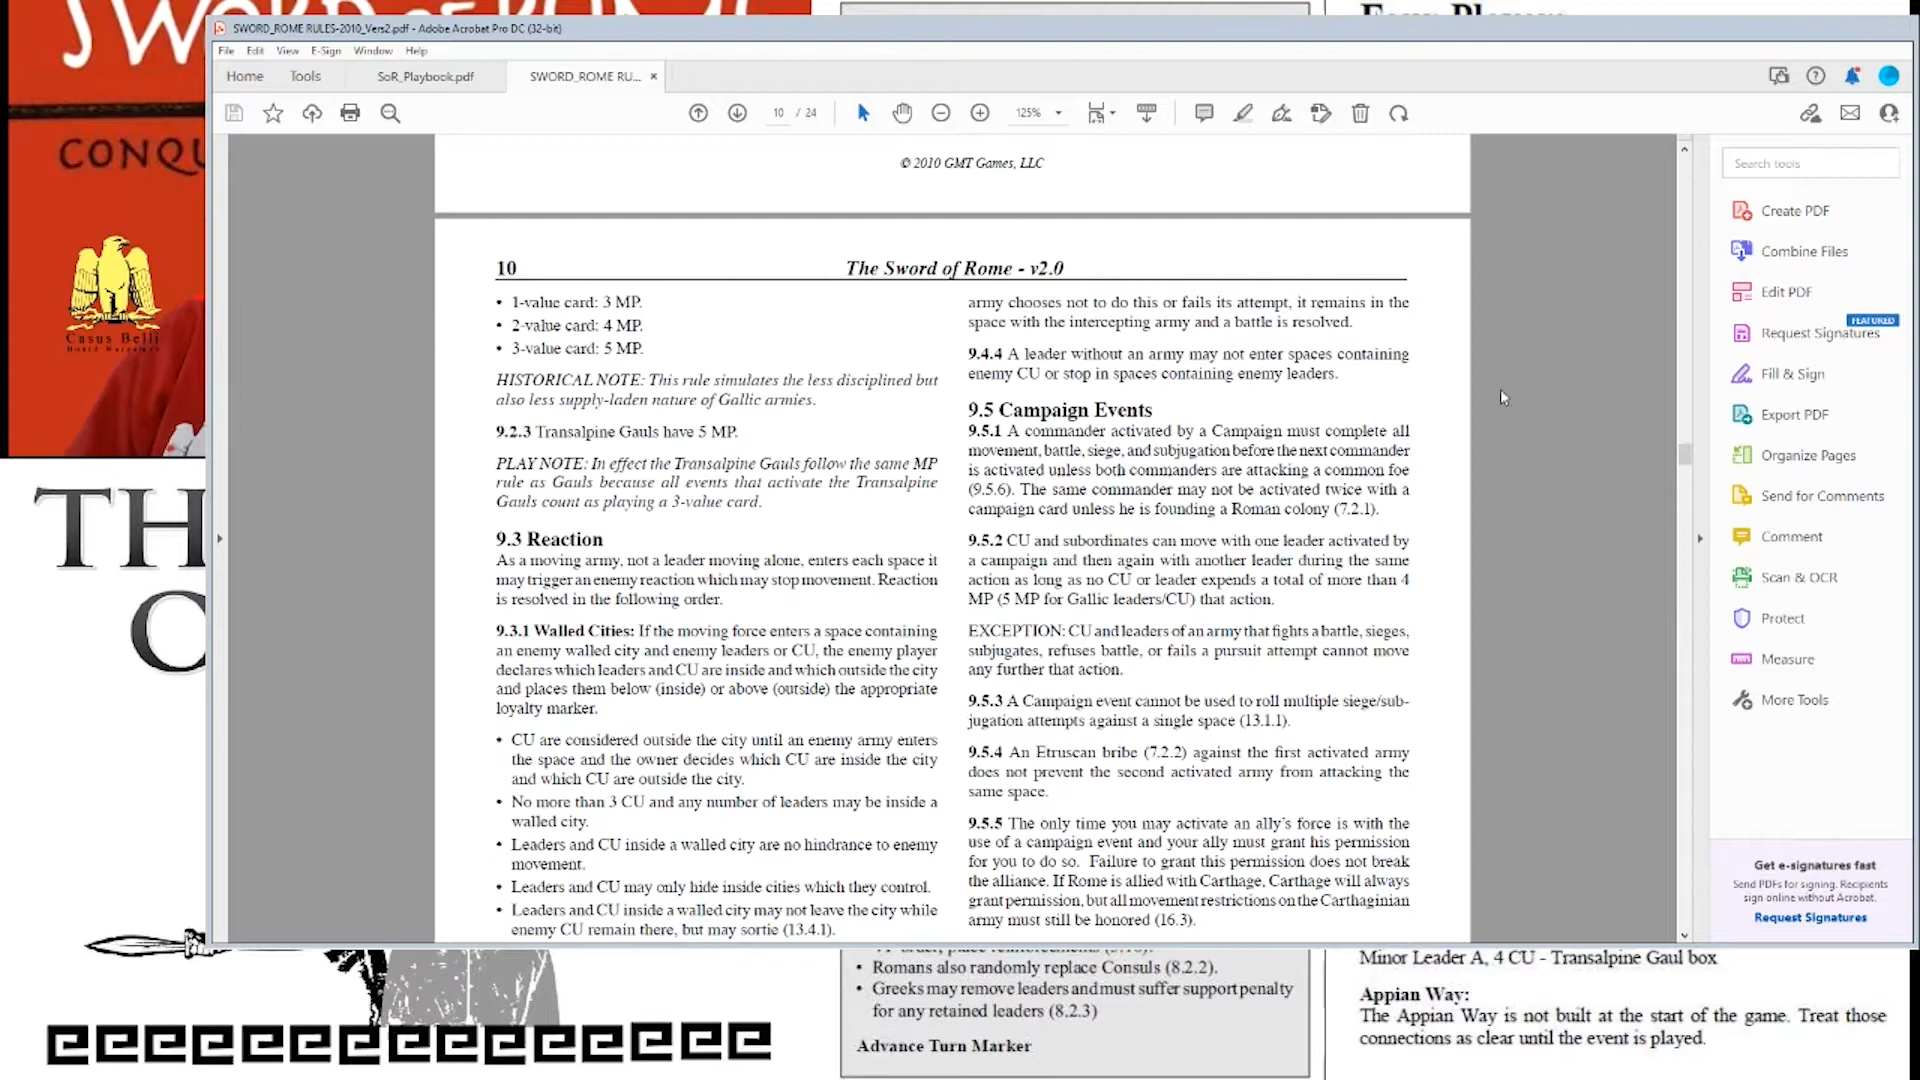 SWORD_ROME RULES-2010_Vers2.pdf - Adobe Acrobat Pro DC (32-bit)
File Edit View E-Sign Window Help
Home Tools SoR_Playbook.pdf SWORD_ROME RU... ×
10 / 24 125%
CONQU
Casus Belli
TH
O
© 2010 GMT Games, LLC
10 The Sword of Rome - v2.0
• 1-value card: 3 MP.
• 2-value card: 4 MP.
• 3-value card: 5 MP.
HISTORICAL NOTE: This rule simulates the less disciplined but
also less supply-laden nature of Gallic armies.
9.2.3 Transalpine Gauls have 5 MP.
PLAY NOTE: In effect the Transalpine Gauls follow the same MP
rule as Gauls because all events that activate the Transalpine
Gauls count as playing a 3-value card.
9.3 Reaction
As a moving army, not a leader moving alone, enters each space it
may trigger an enemy reaction which may stop movement. Reaction
is resolved in the following order.
9.3.1 Walled Cities: If the moving force enters a space containing
an enemy walled city and enemy leaders or CU, the enemy player
declares which leaders and CU are inside and which outside the city
and places them below (inside) or above (outside) the appropriate
loyalty marker.
• CU are considered outside the city until an enemy army enters
the space and the owner decides which CU are inside the city
and which CU are outside the city.
• No more than 3 CU and any number of leaders may be inside a
walled city.
• Leaders and CU inside a walled city are no hindrance to enemy
movement.
• Leaders and CU may only hide inside cities which they control.
• Leaders and CU inside a walled city may not leave the city while
enemy CU remain there, but may sortie (13.4.1).
army chooses not to do this or fails its attempt, it remains in the
space with the intercepting army and a battle is resolved.
9.4.4 A leader without an army may not enter spaces containing
enemy CU or stop in spaces containing enemy leaders.
9.5 Campaign Events
9.5.1 A commander activated by a Campaign must complete all
movement, battle, siege, and subjugation before the next commander
is activated unless both commanders are attacking a common foe
(9.5.6). The same commander may not be activated twice with a
campaign card unless he is founding a Roman colony (7.2.1).
9.5.2 CU and subordinates can move with one leader activated by
a campaign and then again with another leader during the same
action as long as no CU or leader expends a total of more than 4
MP (5 MP for Gallic leaders/CU) that action.
EXCEPTION: CU and leaders of an army that fights a battle, sieges,
subjugates, refuses battle, or fails a pursuit attempt cannot move
any further that action.
9.5.3 A Campaign event cannot be used to roll multiple siege/sub-
jugation attempts against a single space (13.1.1).
9.5.4 An Etruscan bribe (7.2.2) against the first activated army
does not prevent the second activated army from attacking the
same space.
9.5.5 The only time you may activate an ally's force is with the
use of a campaign event and your ally must grant his permission
for you to do so. Failure to grant this permission does not break
the alliance. If Rome is allied with Carthage, Carthage will always
grant permission, but all movement restrictions on the Carthaginian
army must still be honored (16.3).
Search tools
Create PDF
Combine Files
Edit PDF
FEATURED
Request Signatures
Fill & Sign
Export PDF
Organize Pages
Send for Comments
Comment
Scan & OCR
Protect
Measure
More Tools
Get e-signatures fast
Send PDFs for signing. Recipients
sign online without Acrobat.
Request Signatures
• Romans also randomly replace Consuls (8.2.2).
• Greeks may remove leaders and must suffer support penalty
for any retained leaders (8.2.3)
Advance Turn Marker
Minor Leader A, 4 CU - Transalpine Gaul box
Appian Way:
The Appian Way is not built at the start of the game. Treat those
connections as clear until the event is played.